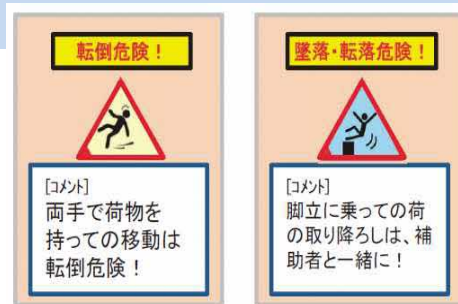 転倒危険！
[コメント]
両手で荷物を
持っての移動は
転倒危険！
墜落・転落危険！
[コメント]
脚立に乗っての荷
の取り降ろしは、補
助者と一緒に！